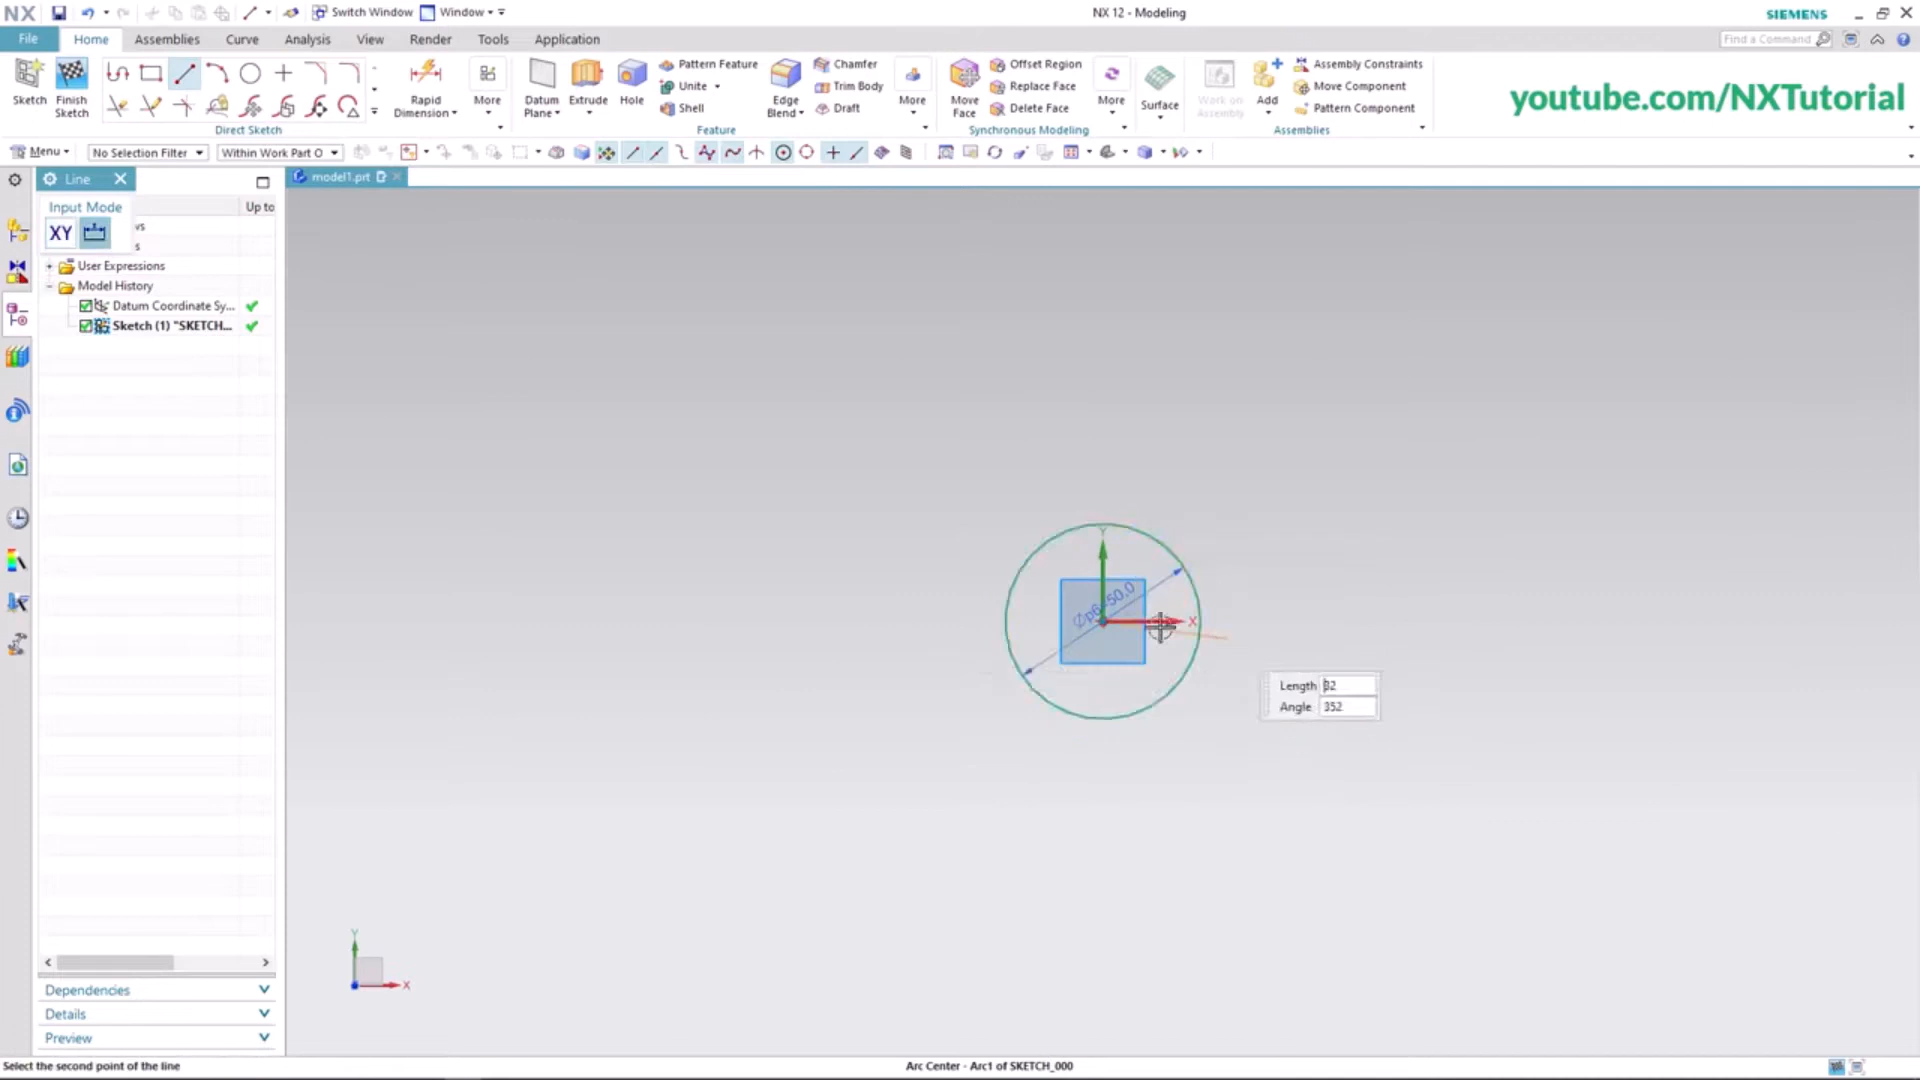 NX
Switch Window
Window
NX 12 - Modeling
SIEMENS
File
Home
Assemblies
Curve
Analysis
View
Render
Tools
Application
Find a Command
Sketch
Finish Sketch
Rapid Dimension
More
Direct Sketch
Datum Plane
Extrude
Hole
Pattern Feature
Unite
Shell
Edge Blend
Chamfer
Trim Body
Draft
More
Feature
Move Face
Offset Region
Replace Face
Delete Face
More
Synchronous Modeling
Surface
Work on Assembly
Add
Assembly Constraints
Move Component
Pattern Component
Assemblies
youtube.com/NXTutorial
Menu
No Selection Filter
Within Work Part O
Line
model1.prt
Input Mode
Up to
XY
vs
s
User Expressions
Model History
Datum Coordinate Sy...
Sketch (1) "SKETCH...
Y
X
Length 32
Angle 352
Y
X
Dependencies
Details
Preview
Select the second point of the line
Arc Center - Arc1 of SKETCH_000